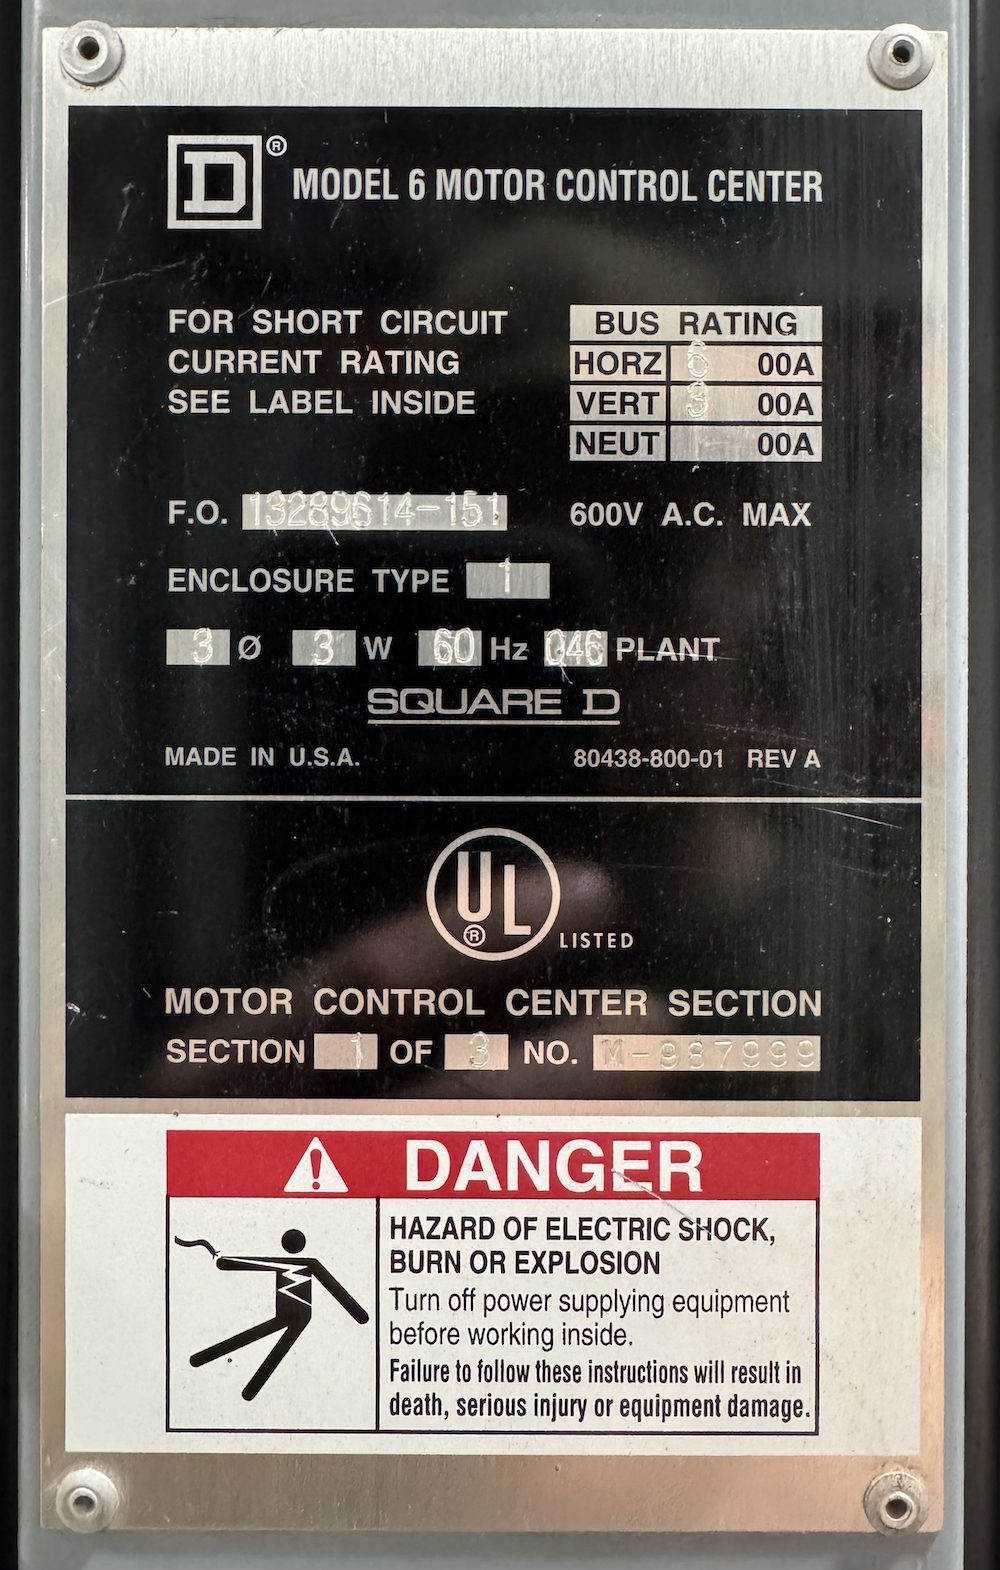 D ®
MODEL 6 MOTOR CONTROL CENTER
FOR SHORT CIRCUIT
CURRENT RATING
SEE LABEL INSIDE
BUS RATING
HORZ 00A
VERT 3 00A
NEUT 00A
F.O. 13289614-151
600V A.C. MAX
ENCLOSURE TYPE 1
3 Ø 3 W 60 Hz 046 PLANT
SQUARE D
MADE IN U.S.A.
80438-800-01 REV A
UL ® LISTED
MOTOR CONTROL CENTER SECTION
SECTION 1 OF 3 NO. M-987999
DANGER
HAZARD OF ELECTRIC SHOCK,
BURN OR EXPLOSION
Turn off power supplying equipment
before working inside.
Failure to follow these instructions will result in
death, serious injury or equipment damage.